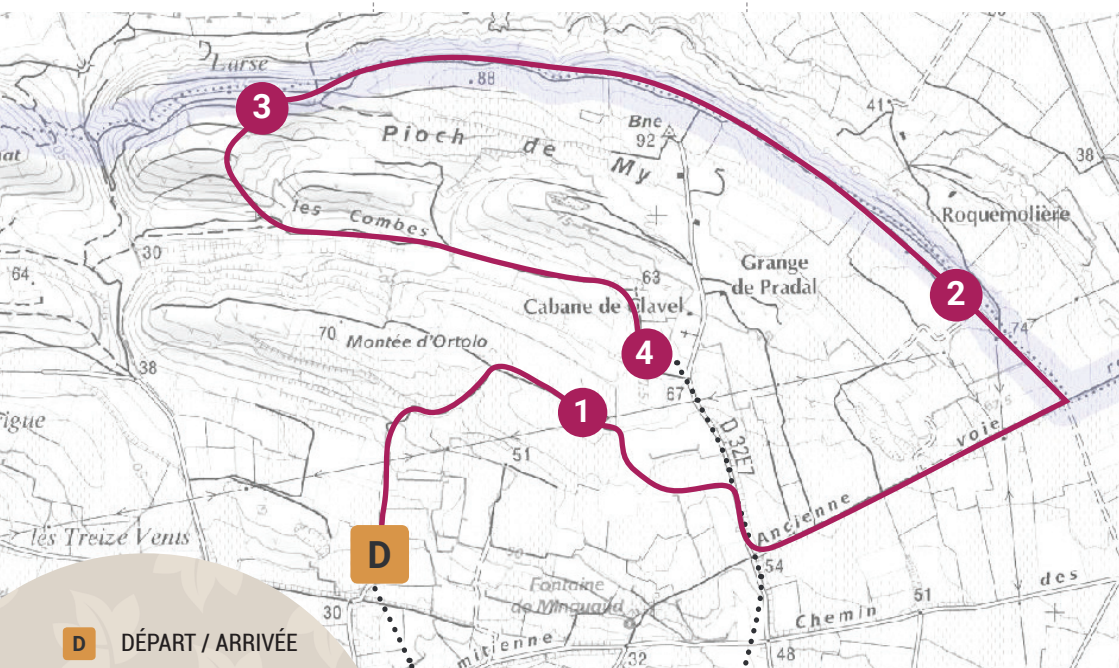 Larse
3
88
Pioch de My
Bne
92
41
38
les Combes
Roquemolière
30
64
63
Grange
de Pradal
Cabane de Clavel
2
74
70
Montée d'Ortolo
4
38
67
1
D 32E7
voie
51
les Treize Vents
Ancienne
D
54
50
Fontaine
de Minguaud
51
des
Chemin
30
D DÉPART / ARRIVÉE
mitienne
32
48